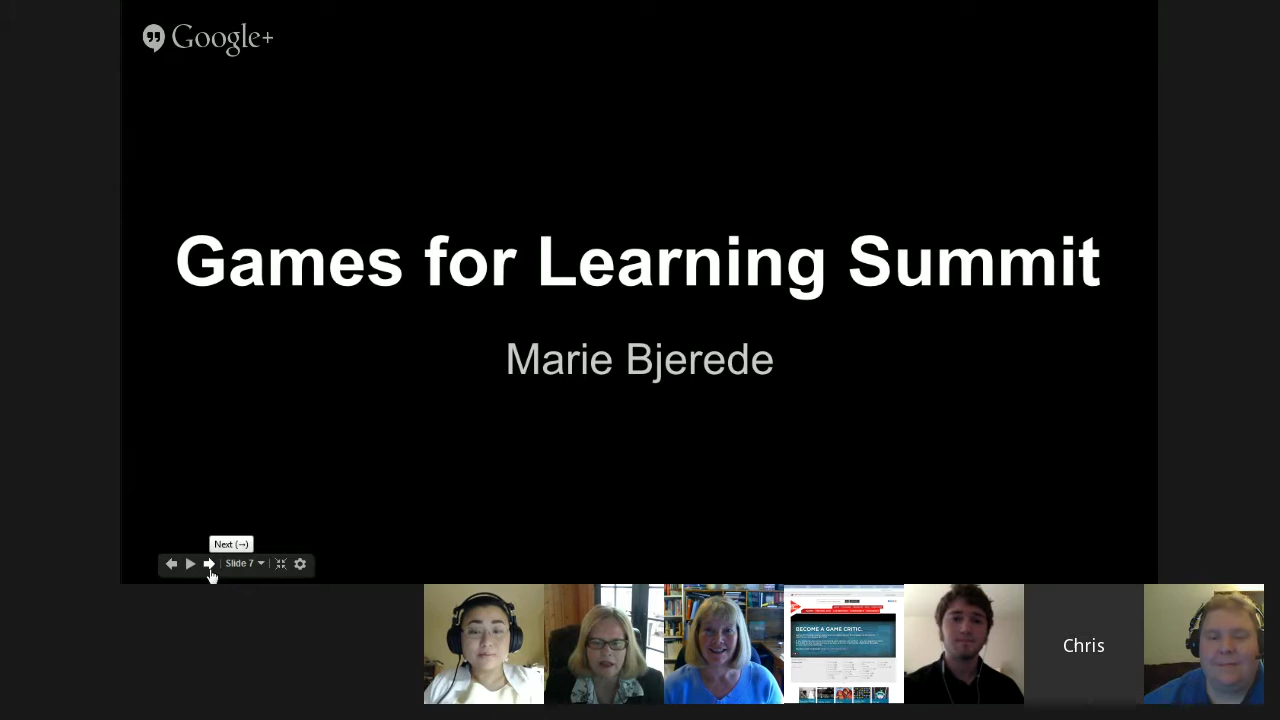 Google+
Games for Learning Summit
Marie Bjerede
Next (→)
Slide 7
BECOME A GAME CRITIC.
Chris